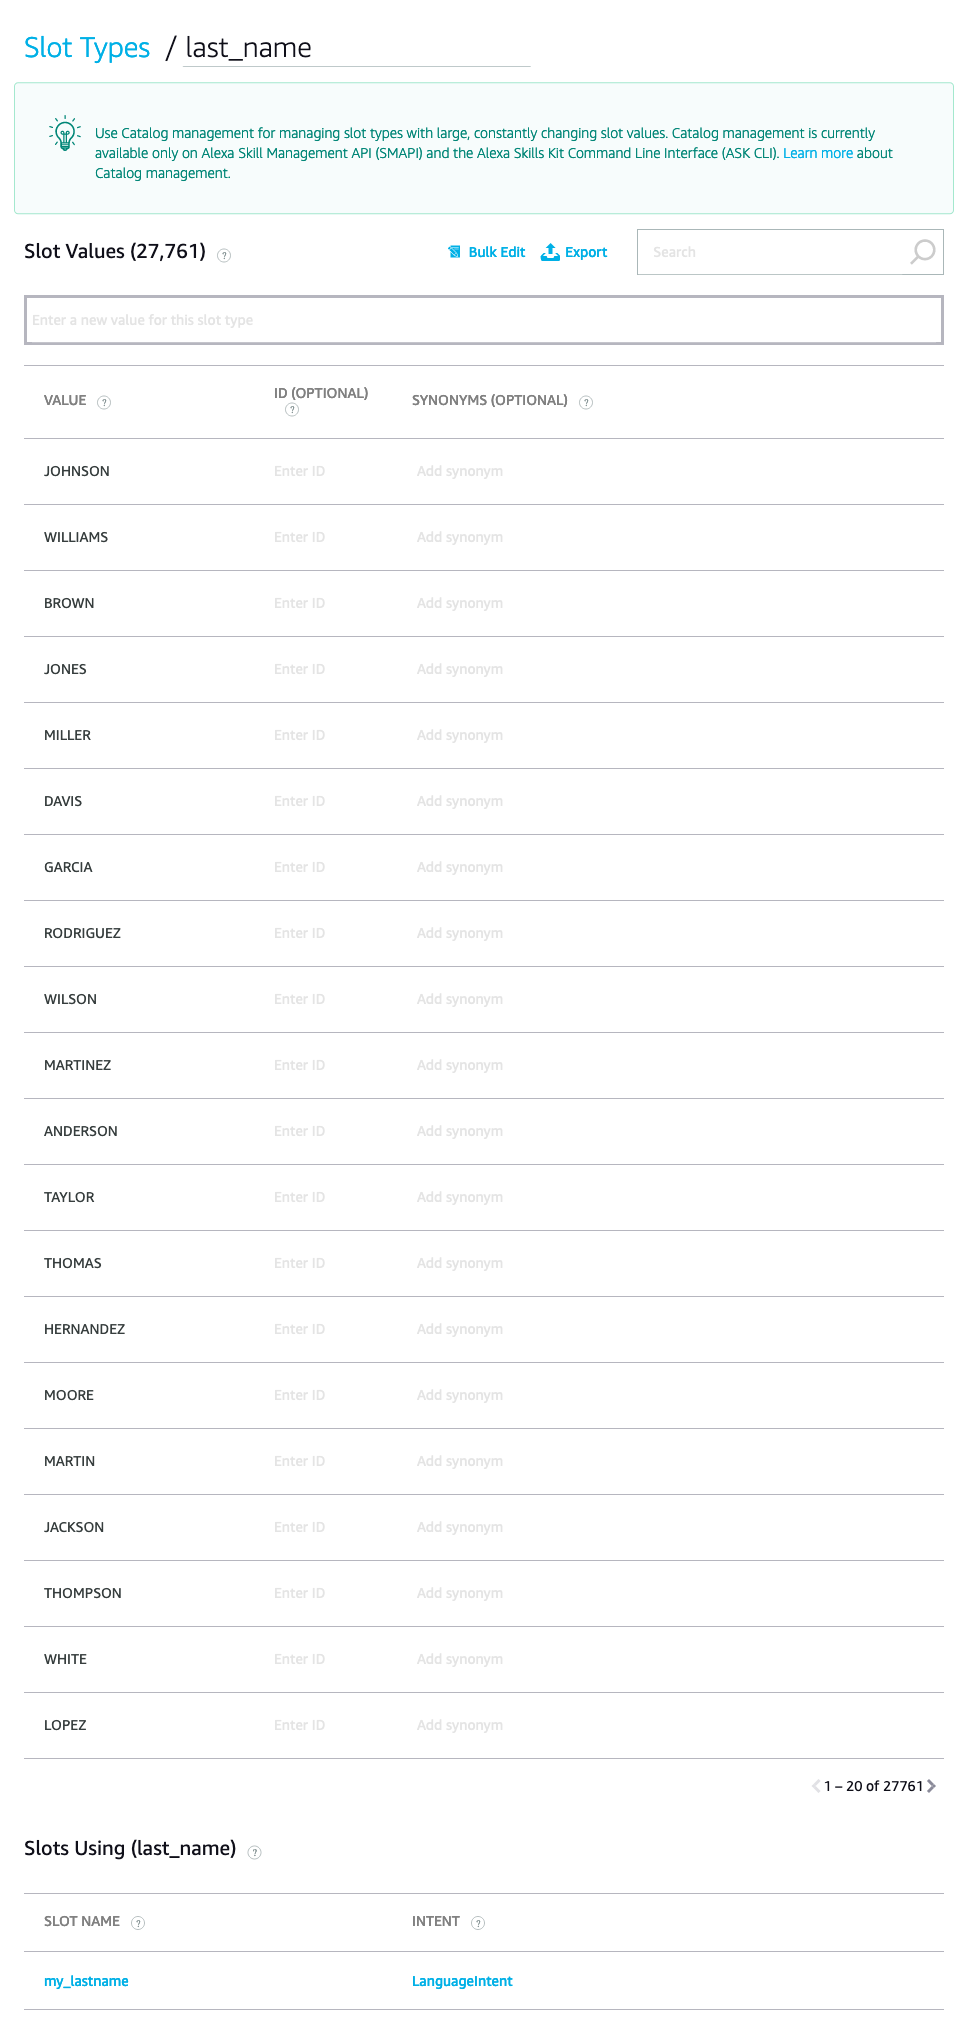 Slot Types / last_name
Use Catalog management for managing slot types with large, constantly changing slot values. Catalog management is currently
available only on Alexa Skill Management API (SMAPI) and the Alexa Skills Kit Command Line Interface (ASK CLI). Learn more about
Catalog management.
Slot Values (27,761) ? Bulk Edit Export Search
Enter a new value for this slot type
VALUE ? ID (OPTIONAL) ? SYNONYMS (OPTIONAL) ?
JOHNSON Enter ID Add synonym
WILLIAMS Enter ID Add synonym
BROWN Enter ID Add synonym
JONES Enter ID Add synonym
MILLER Enter ID Add synonym
DAVIS Enter ID Add synonym
GARCIA Enter ID Add synonym
RODRIGUEZ Enter ID Add synonym
WILSON Enter ID Add synonym
MARTINEZ Enter ID Add synonym
ANDERSON Enter ID Add synonym
TAYLOR Enter ID Add synonym
THOMAS Enter ID Add synonym
HERNANDEZ Enter ID Add synonym
MOORE Enter ID Add synonym
MARTIN Enter ID Add synonym
JACKSON Enter ID Add synonym
THOMPSON Enter ID Add synonym
WHITE Enter ID Add synonym
LOPEZ Enter ID Add synonym
1 – 20 of 27761
Slots Using (last_name) ?
SLOT NAME ? INTENT ?
my_lastname LanguageIntent